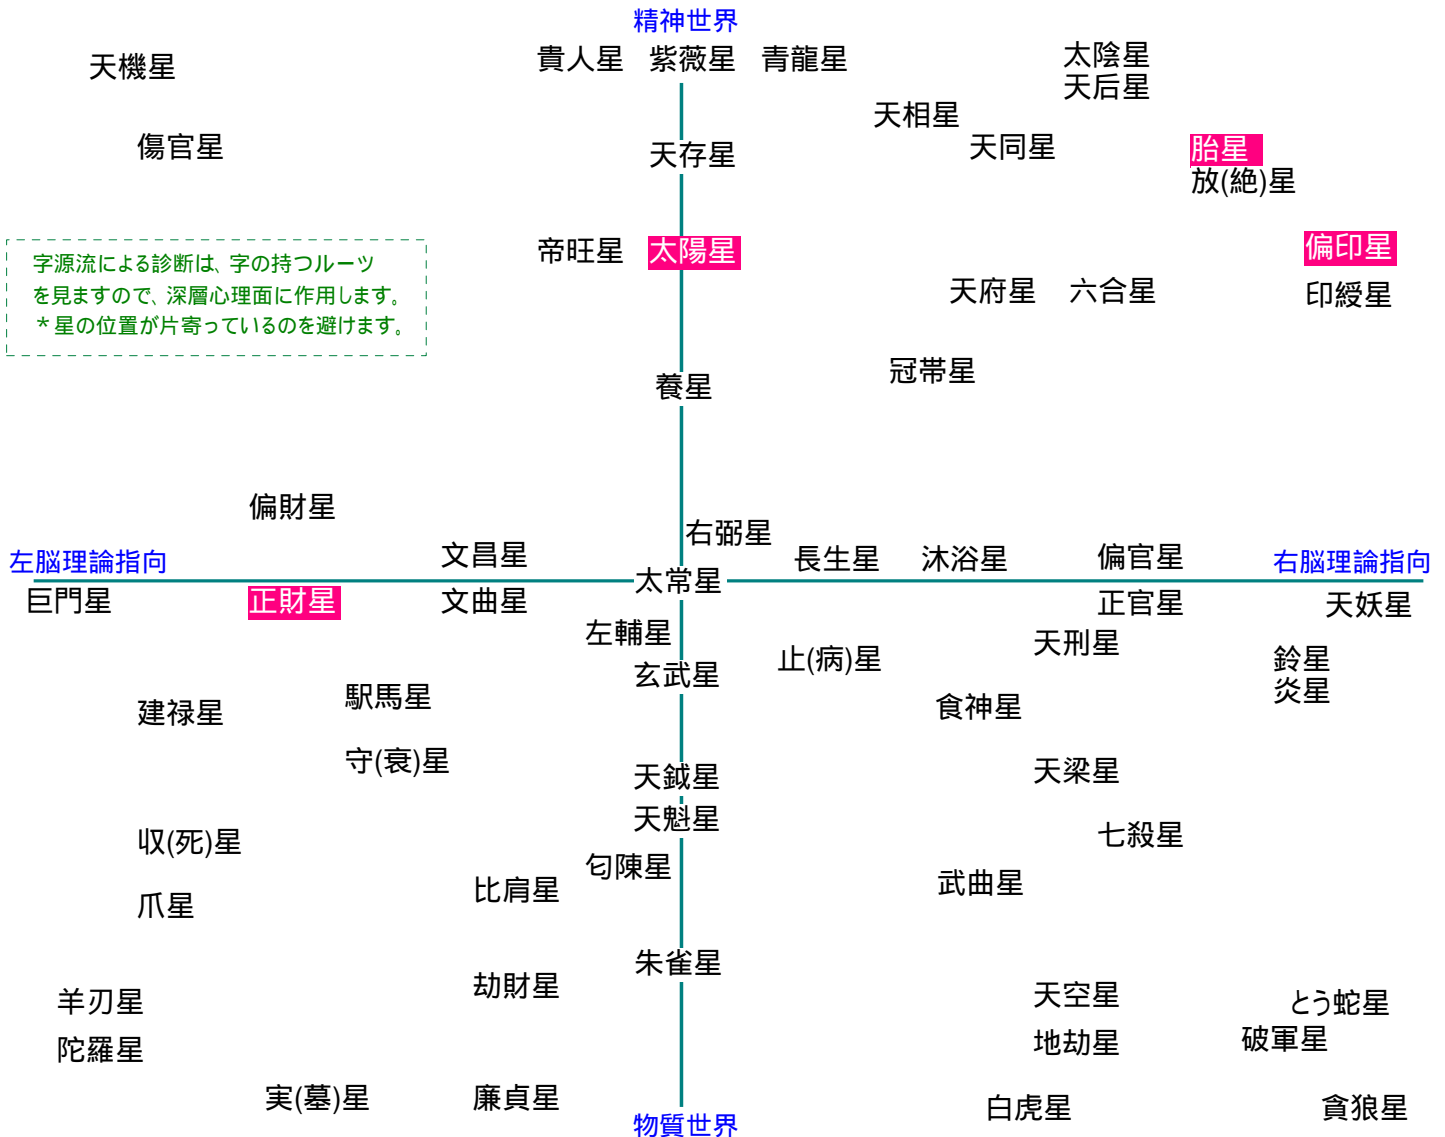 精神世界
天機星
貴人星 紫薇星 青龍星
太陰星
天后星
天相星
傷官星
天存星
天同星
胎星
放(絶)星
字源流による診断は、字の持つルーツ
を見ますので、深層心理面に作用します。
*星の位置が片寄っているのを避けます。
帝旺星 太陽星
偏印星
天府星 六合星
印綬星
冠帯星
養星
偏財星
右弼星
左脳理論指向
文昌星
長生星 沐浴星 偏官星
右脳理論指向
太常星
巨門星
正財星
文曲星
正官星
天妖星
左輔星
天刑星
止(病)星
鈴星
炎星
玄武星
建禄星
駅馬星
食神星
守(衰)星
天鉞星
天梁星
天魁星
収(死)星
七殺星
匂陳星
爪星
比肩星
武曲星
朱雀星
劫財星
羊刃星
天空星
とう蛇星
陀羅星
地劫星
破軍星
実(墓)星
廉貞星
白虎星
貪狼星
物質世界